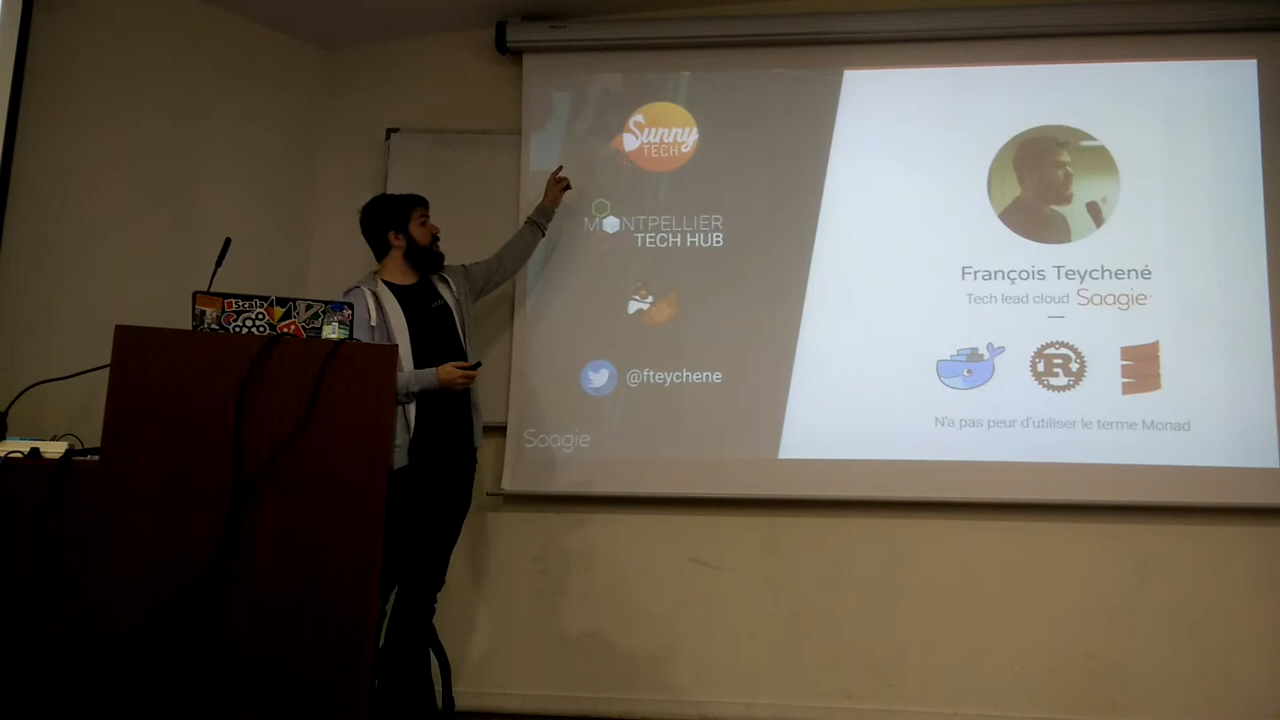 Sunny
TECH
MONTPELLIER
TECH HUB
@fteychene
Saagie
François Teychené
Tech lead cloud Saagie
R
N'a pas peur d'utiliser le terme Monad
Scala